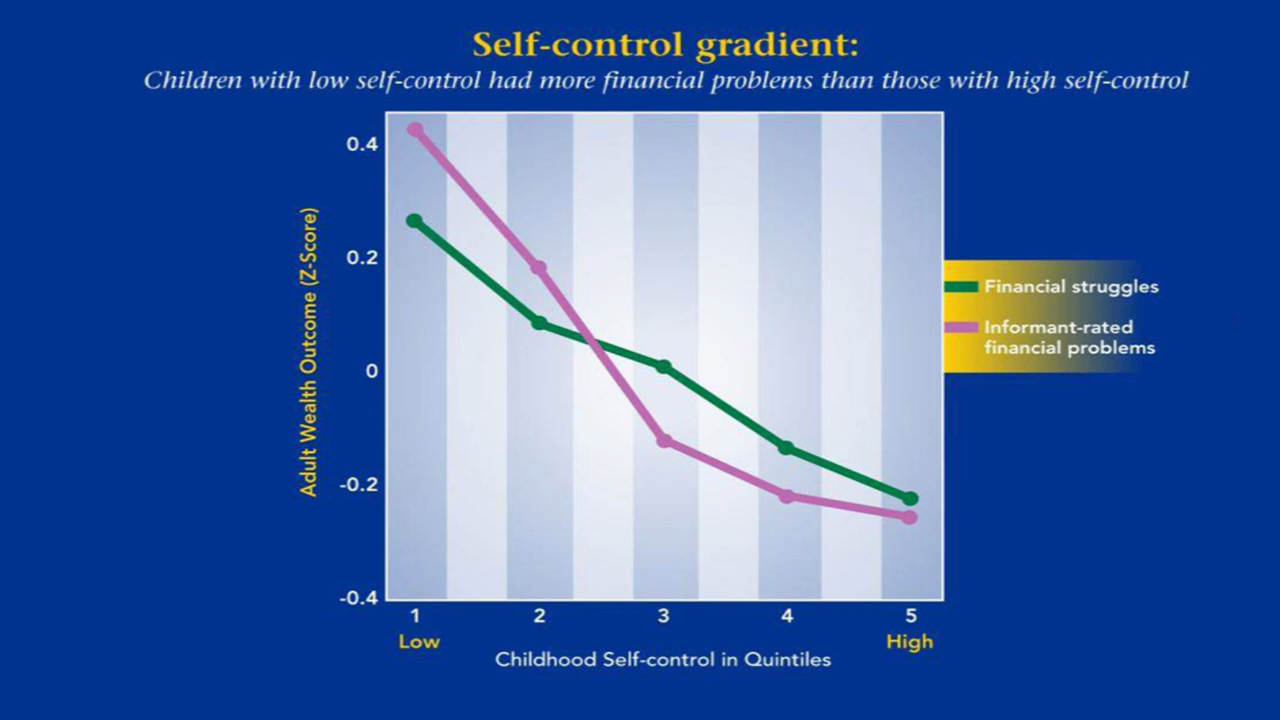 Self-control gradient:
Children with low self-control had more financial problems than those with high self-control
Adult Wealth Outcome (Z-Score)
0.4
0.2
0
-0.2
-0.4
Financial struggles
Informant-rated
financial problems
1 2 3 4 5
Low High
Childhood Self-control in Quintiles